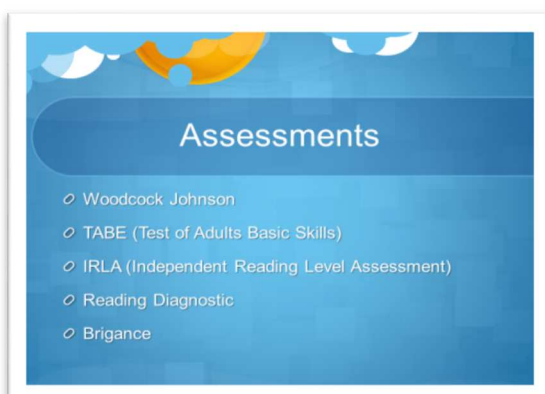 Assessments
Woodcock Johnson
TABE (Test of Adults Basic Skills)
IRLA (Independent Reading Level Assessment)
Reading Diagnostic
Brigance